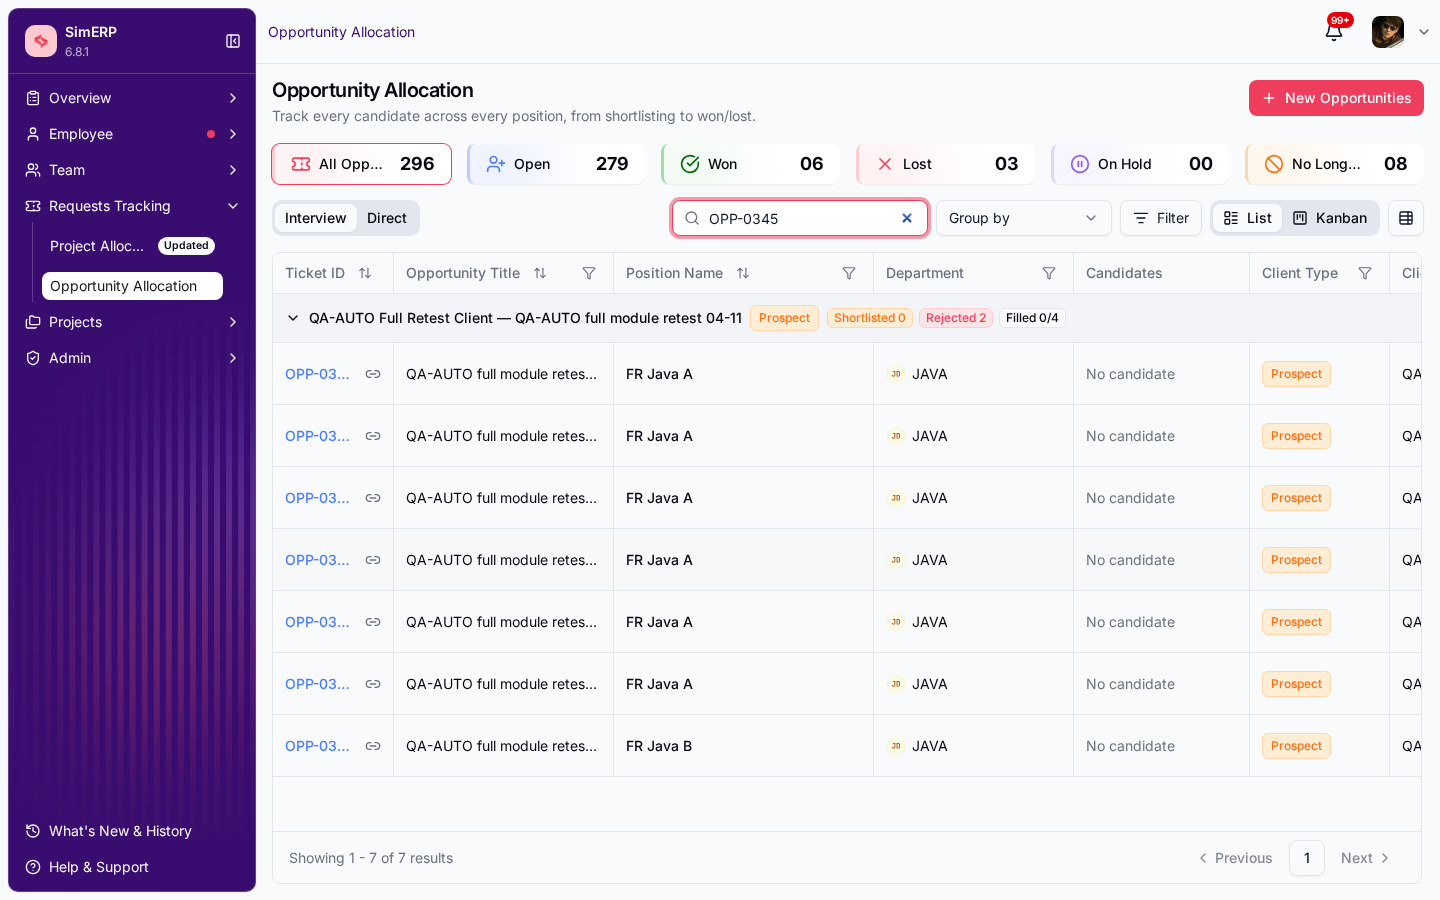 SimERP
6.8.1
Overview
Employee
Team
Requests Tracking
Project Alloc... Updated
Opportunity Allocation
Projects
Admin
What's New & History
Help & Support
Opportunity Allocation
99+
Opportunity Allocation
Track every candidate across every position, from shortlisting to won/lost.
New Opportunities
All Opp... 296
Open 279
Won 06
Lost 03
On Hold 00
No Long... 08
Interview Direct
OPP-0345
Group by
Filter
List Kanban
Ticket ID Opportunity Title Position Name Department Candidates Client Type Cli
QA-AUTO Full Retest Client — QA-AUTO full module retest 04-11 Prospect Shortlisted 0 Rejected 2 Filled 0/4
OPP-03... QA-AUTO full module retes... FR Java A JD JAVA No candidate Prospect QA
OPP-03... QA-AUTO full module retes... FR Java A JD JAVA No candidate Prospect QA
OPP-03... QA-AUTO full module retes... FR Java A JD JAVA No candidate Prospect QA
OPP-03... QA-AUTO full module retes... FR Java A JD JAVA No candidate Prospect QA
OPP-03... QA-AUTO full module retes... FR Java A JD JAVA No candidate Prospect QA
OPP-03... QA-AUTO full module retes... FR Java A JD JAVA No candidate Prospect QA
OPP-03... QA-AUTO full module retes... FR Java B JD JAVA No candidate Prospect QA
Showing 1 - 7 of 7 results
Previous 1 Next